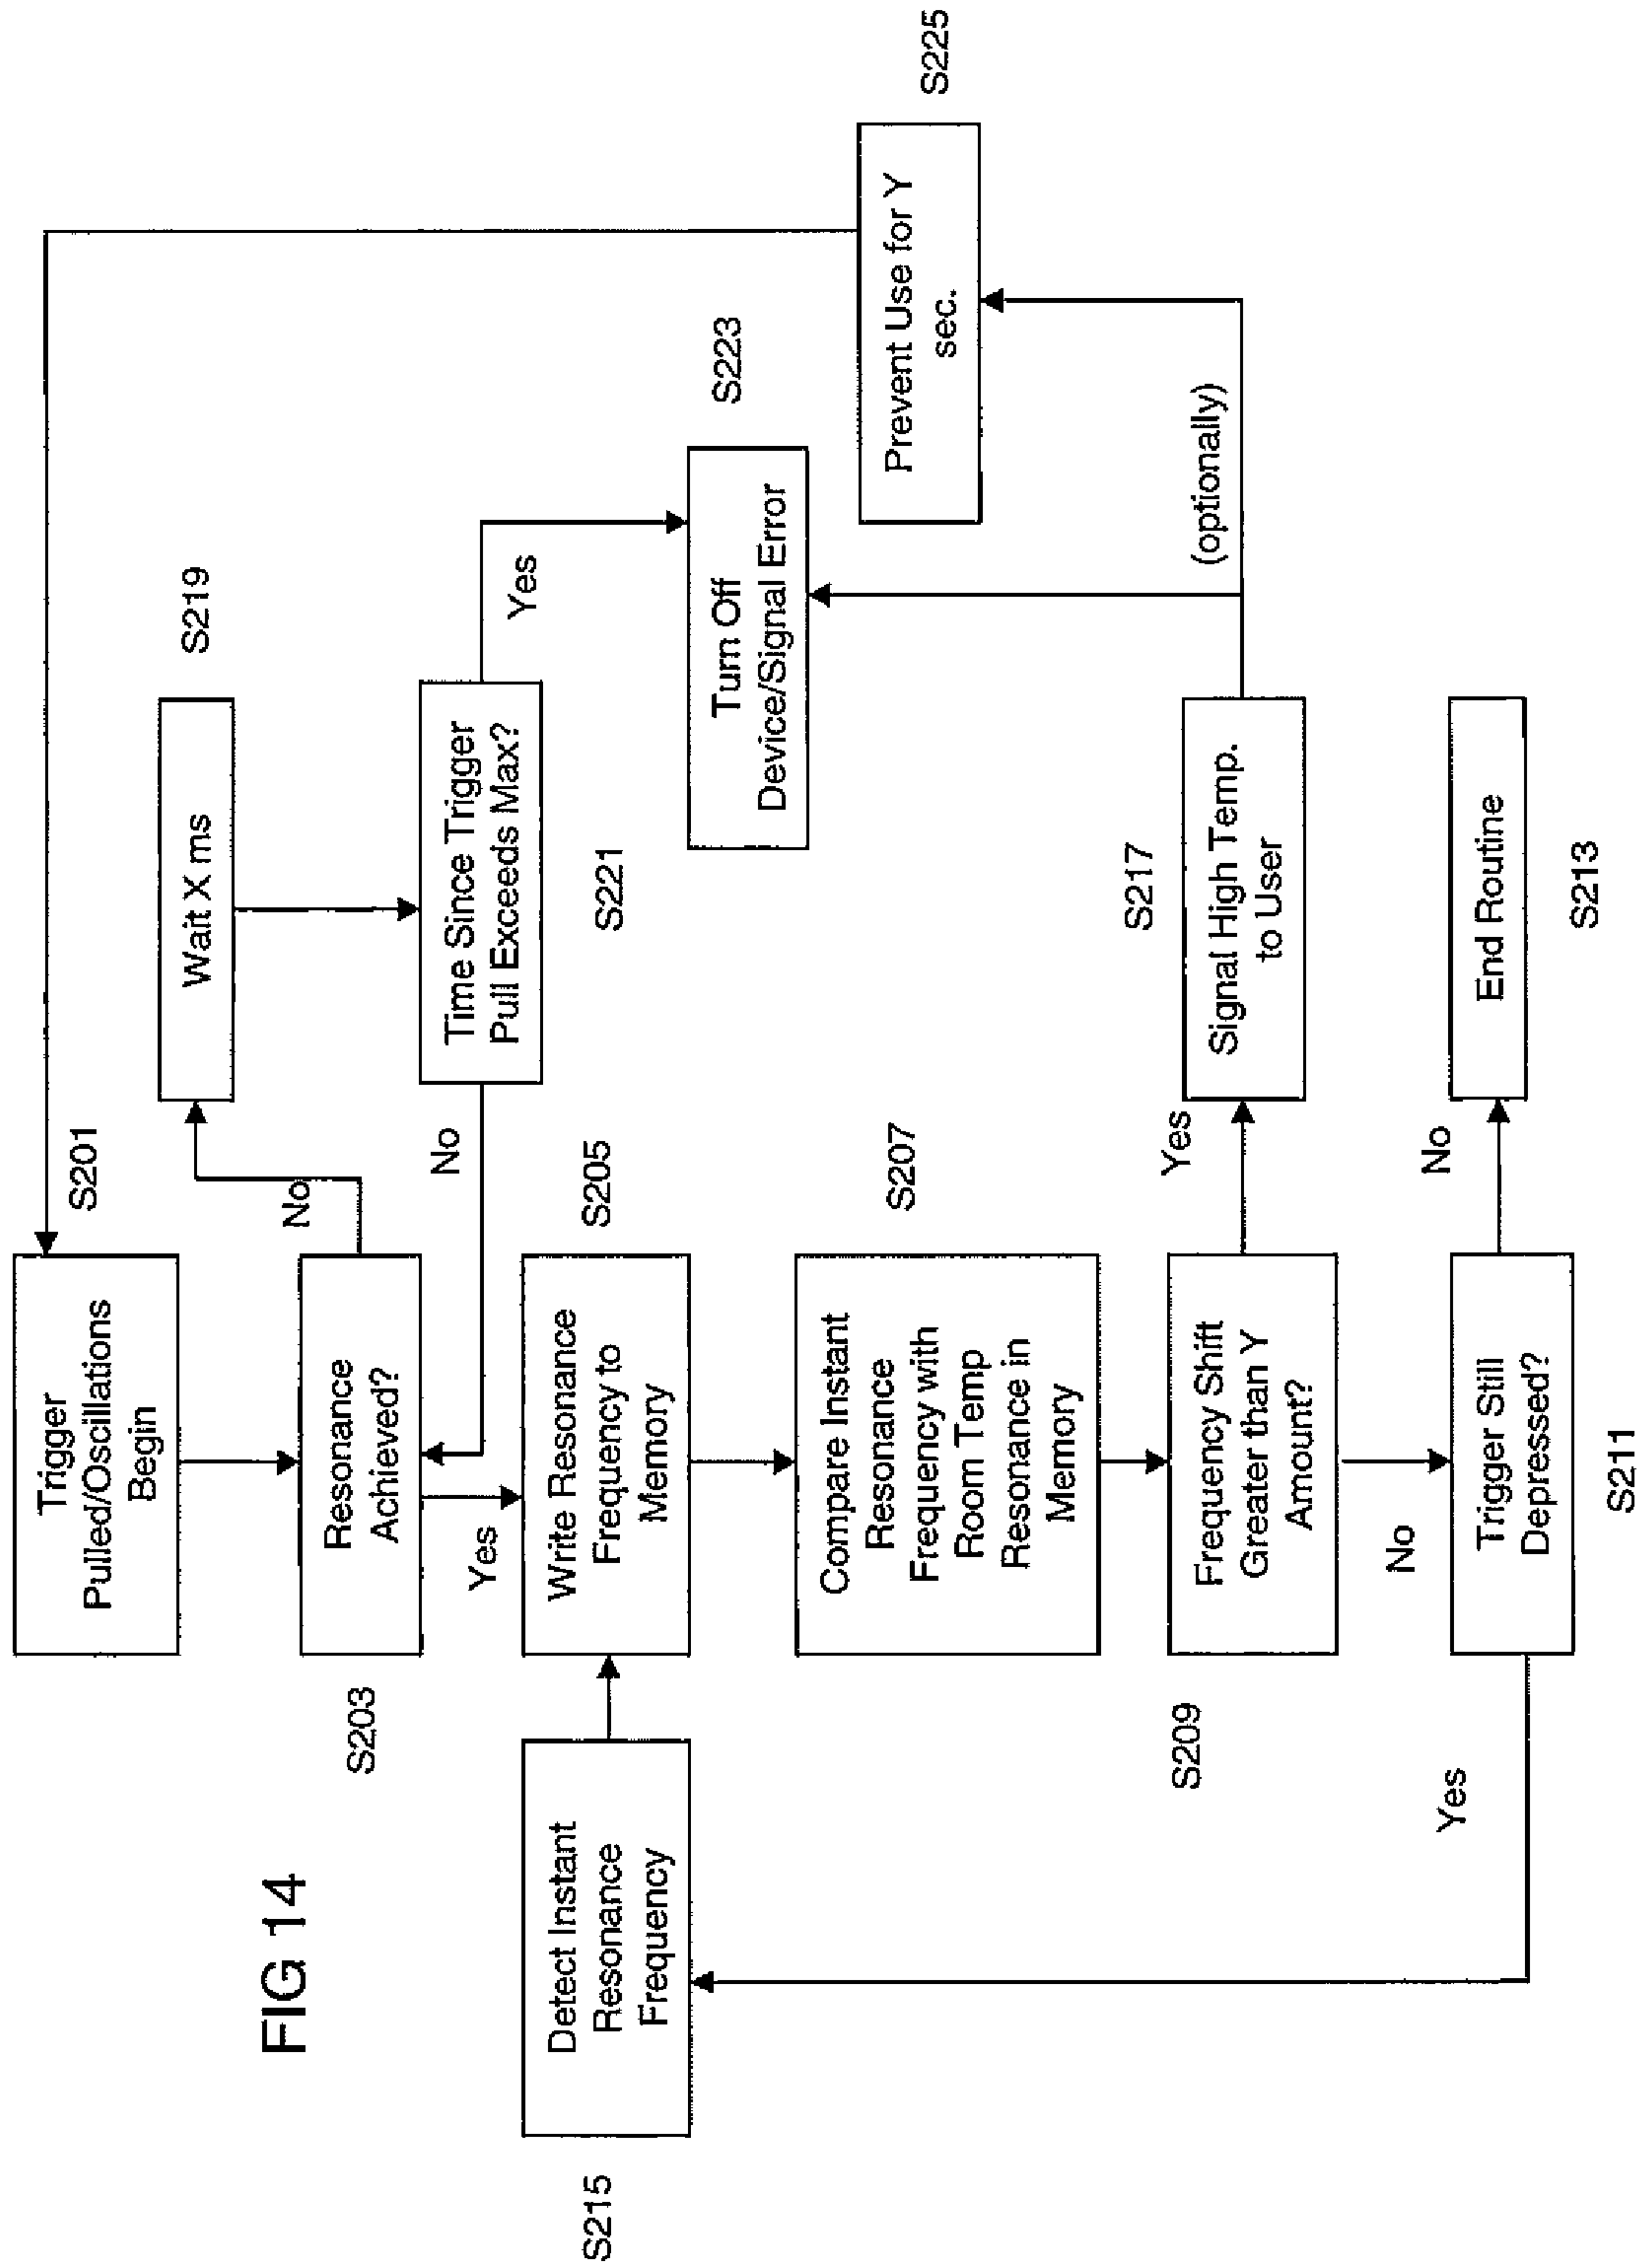 FIG 14
Trigger
Pulled/Oscillations
Begin
S201
Resonance
Achieved?
S203
No
Wait X ms
S219
Time Since Trigger
Pull Exceeds Max?
S221
No
Yes
Turn Off
Device/Signal Error
S223
Yes
Write Resonance
Frequency to
Memory
S205
Detect Instant
Resonance
Frequency
S215
Compare Instant
Resonance
Frequency with
Room Temp
Resonance in
Memory
S207
Frequency Shift
Greater than Y
Amount?
S209
Yes
Signal High Temp.
to User
S217
(optionally)
Prevent Use for Y
sec.
S225
No
Trigger Still
Depressed?
S211
Yes
No
End Routine
S213